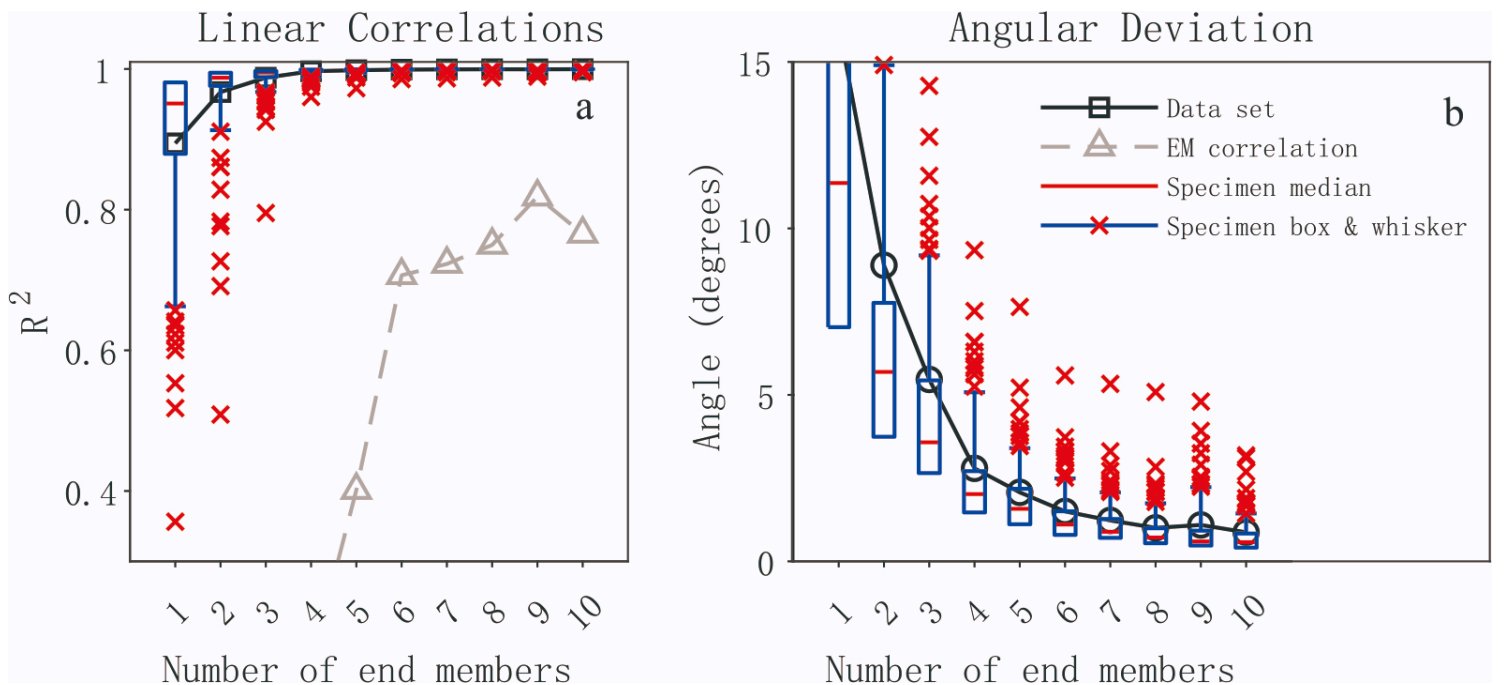 Linear Correlations
R²
1
0.8
0.6
0.4
a
1 2 3 4 5 6 7 8 9 10
Number of end members
Angular Deviation
Angle (degrees)
15
10
5
0
b
Data set
EM correlation
Specimen median
Specimen box & whisker
1 2 3 4 5 6 7 8 9 10
Number of end members